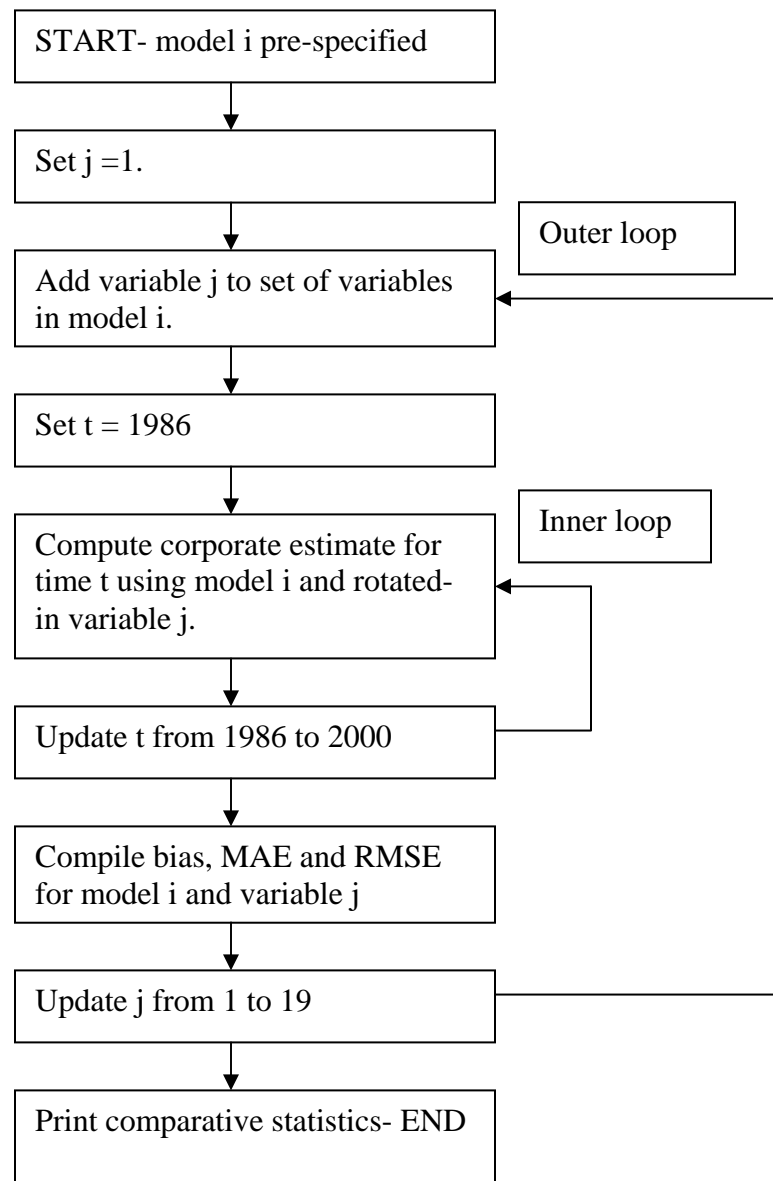 START- model i pre-specified
Set j =1.
Outer loop
Add variable j to set of variables
in model i.
Set t = 1986
Inner loop
Compute corporate estimate for
time t using model i and rotated-
in variable j.
Update t from 1986 to 2000
Compile bias, MAE and RMSE
for model i and variable j
Update j from 1 to 19
Print comparative statistics- END